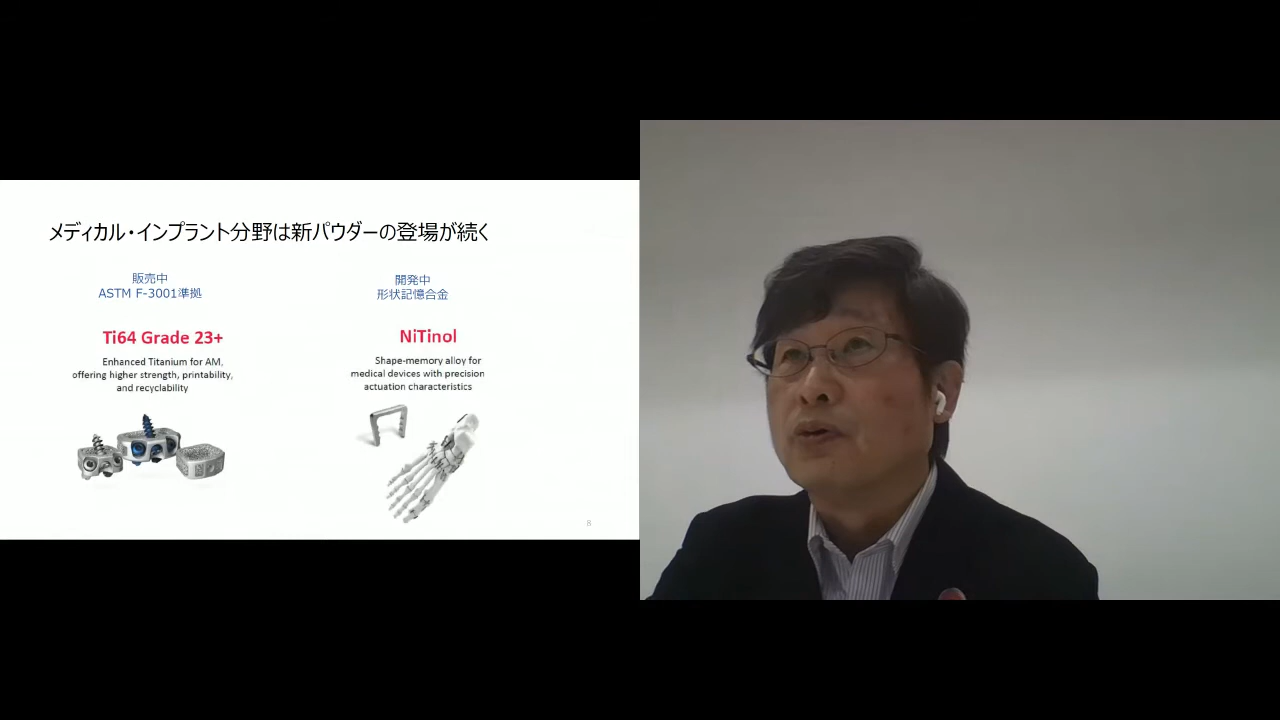 メディカル・インプラント分野は新パウダーの登場が続く
販売中
ASTM F-3001準拠
Ti64 Grade 23+
Enhanced Titanium for AM,
offering higher strength, printability,
and recyclability
開発中
形状記憶合金
NiTinol
Shape-memory alloy for
medical devices with precision
actuation characteristics
8